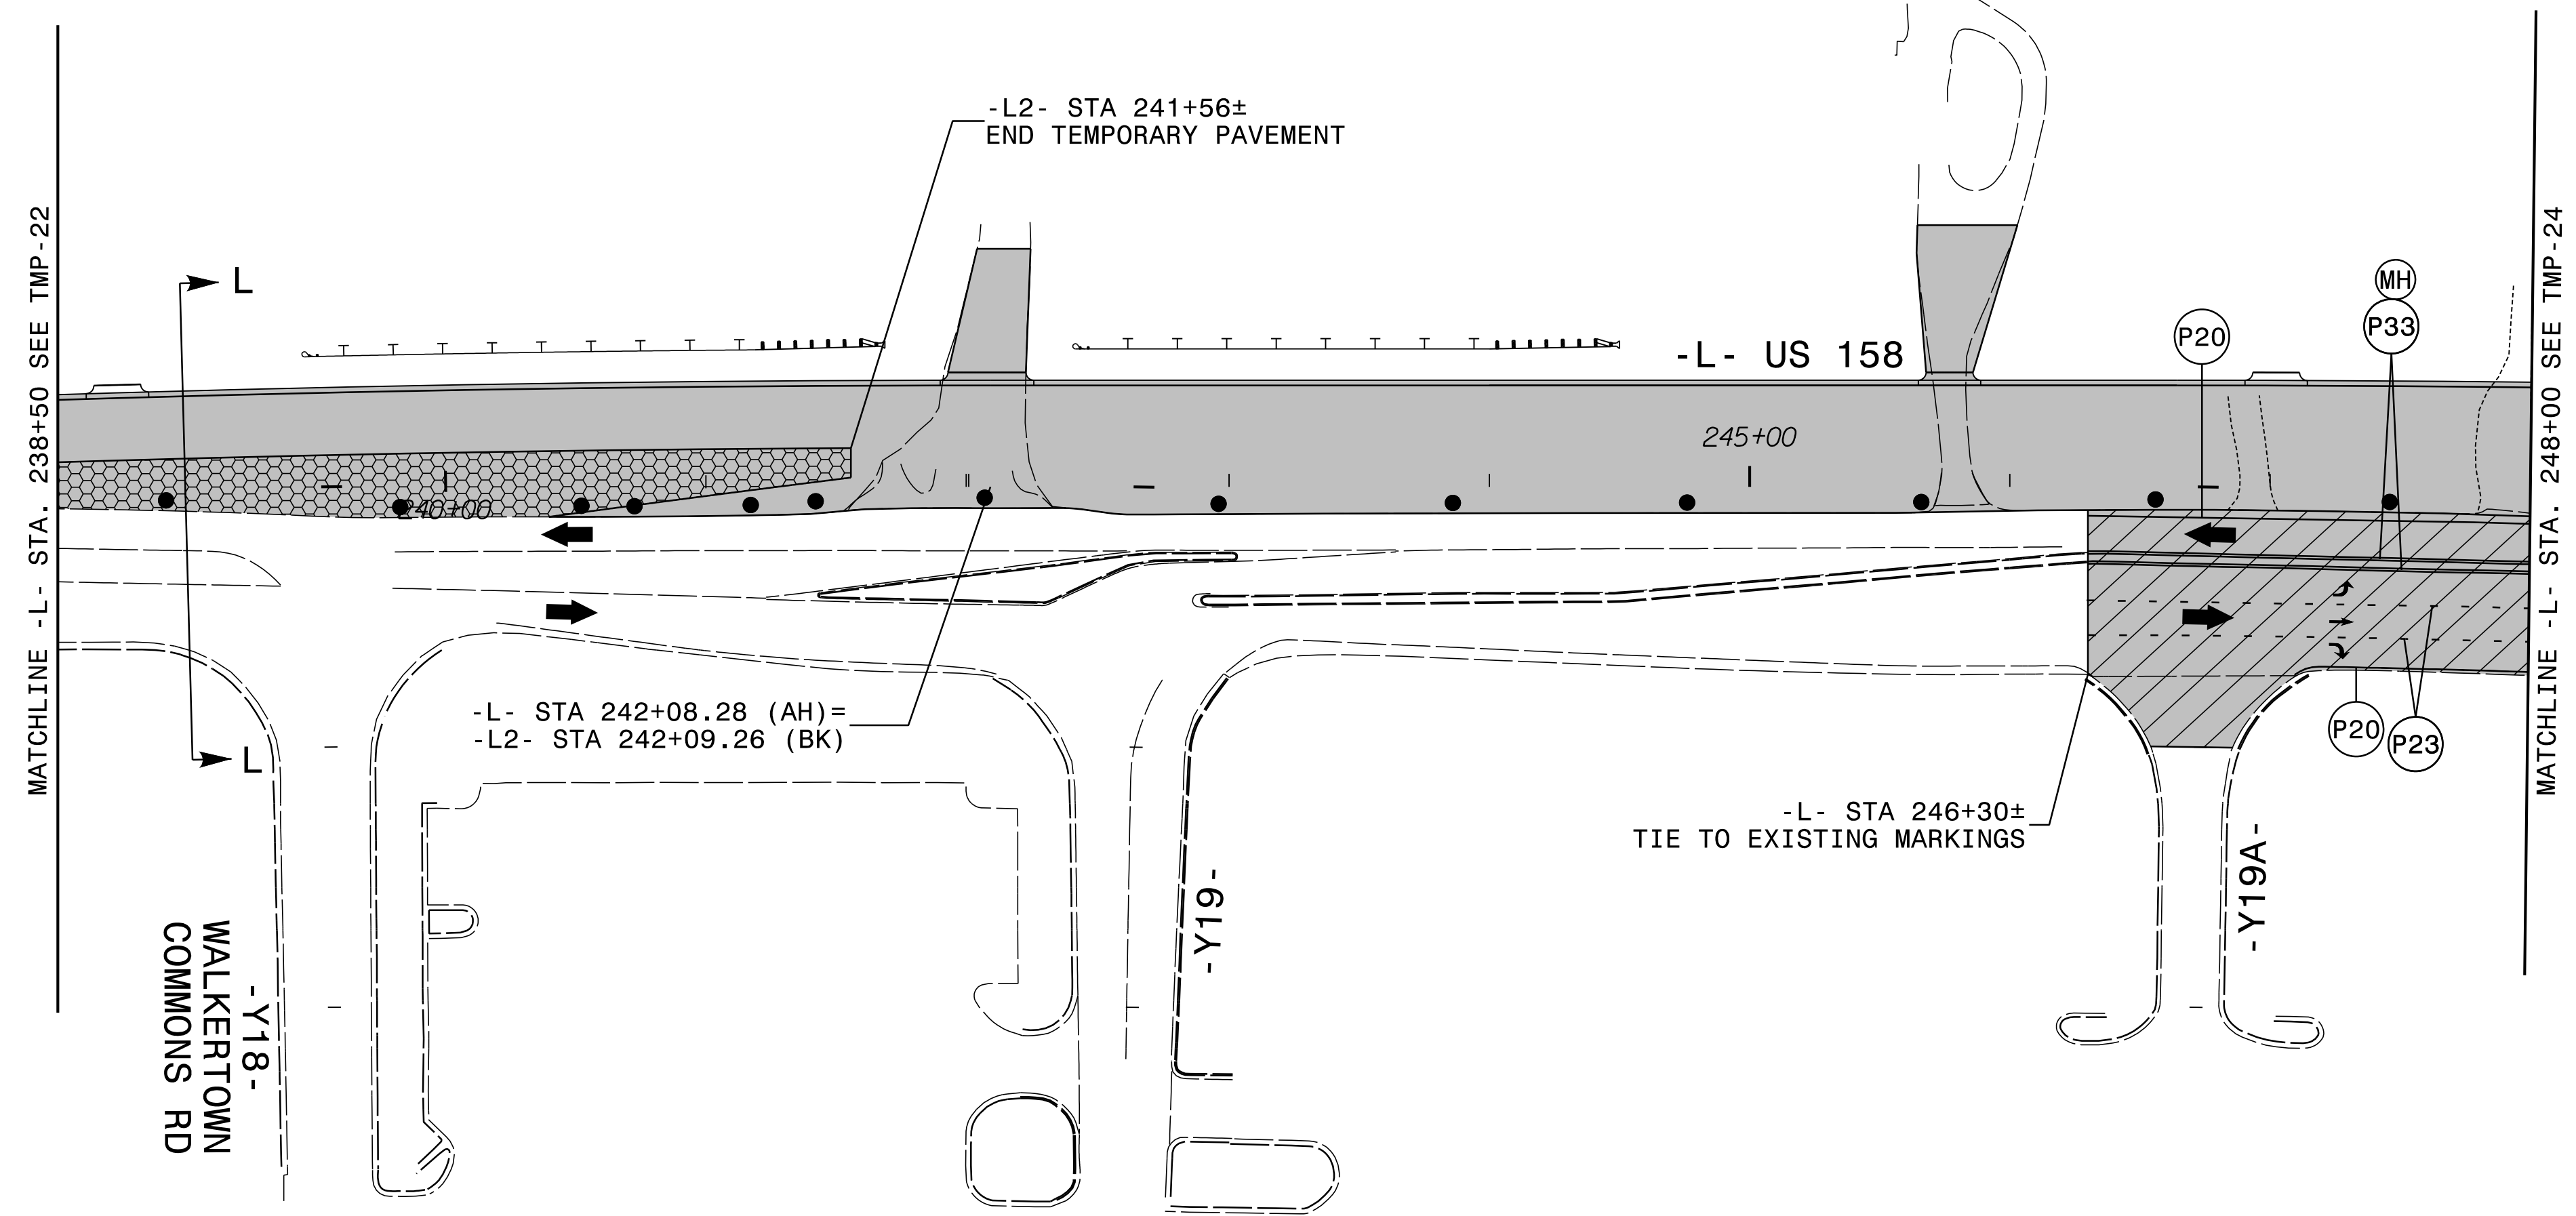 -L2- STA 241+56±
END TEMPORARY PAVEMENT
MATCHLINE -L- STA. 238+50 SEE TMP-22
L
-L- US 158
P20
MH
P33
MATCHLINE -L- STA. 248+00 SEE TMP-24
245+00
240+00
-L- STA 242+08.28 (AH)=
-L2- STA 242+09.26 (BK)
L
P20
P23
-L- STA 246+30±
TIE TO EXISTING MARKINGS
-Y18-
WALKERTOWN
COMMONS RD
-Y19-
-Y19A-